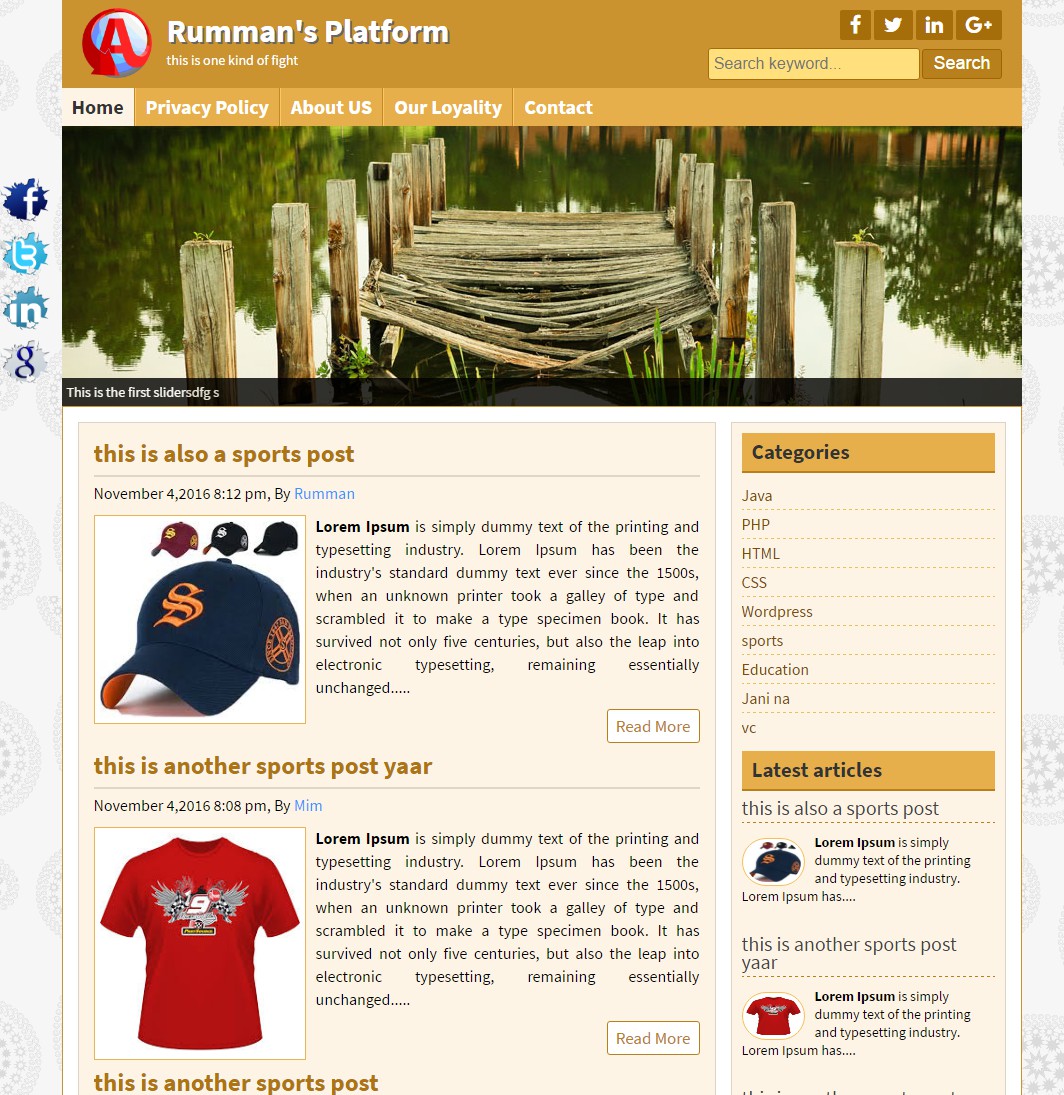 Rumman's Platform
this is one kind of fight
Search keyword...
Search
Home
Privacy Policy
About US
Our Loyality
Contact
This is the first slidersdfg s
this is also a sports post
November 4,2016 8:12 pm, By Rumman
Lorem Ipsum is simply dummy text of the printing and
typesetting industry. Lorem Ipsum has been the
industry's standard dummy text ever since the 1500s,
when an unknown printer took a galley of type and
scrambled it to make a type specimen book. It has
survived not only five centuries, but also the leap into
electronic typesetting, remaining essentially
unchanged.....
Read More
this is another sports post yaar
November 4,2016 8:08 pm, By Mim
Lorem Ipsum is simply dummy text of the printing and
typesetting industry. Lorem Ipsum has been the
industry's standard dummy text ever since the 1500s,
when an unknown printer took a galley of type and
scrambled it to make a type specimen book. It has
survived not only five centuries, but also the leap into
electronic typesetting, remaining essentially
unchanged.....
Read More
this is another sports post
Categories
Java
PHP
HTML
CSS
Wordpress
sports
Education
Jani na
vc
Latest articles
this is also a sports post
Lorem Ipsum is simply
dummy text of the printing
and typesetting industry.
Lorem Ipsum has....
this is another sports post
yaar
Lorem Ipsum is simply
dummy text of the printing
and typesetting industry.
Lorem Ipsum has....